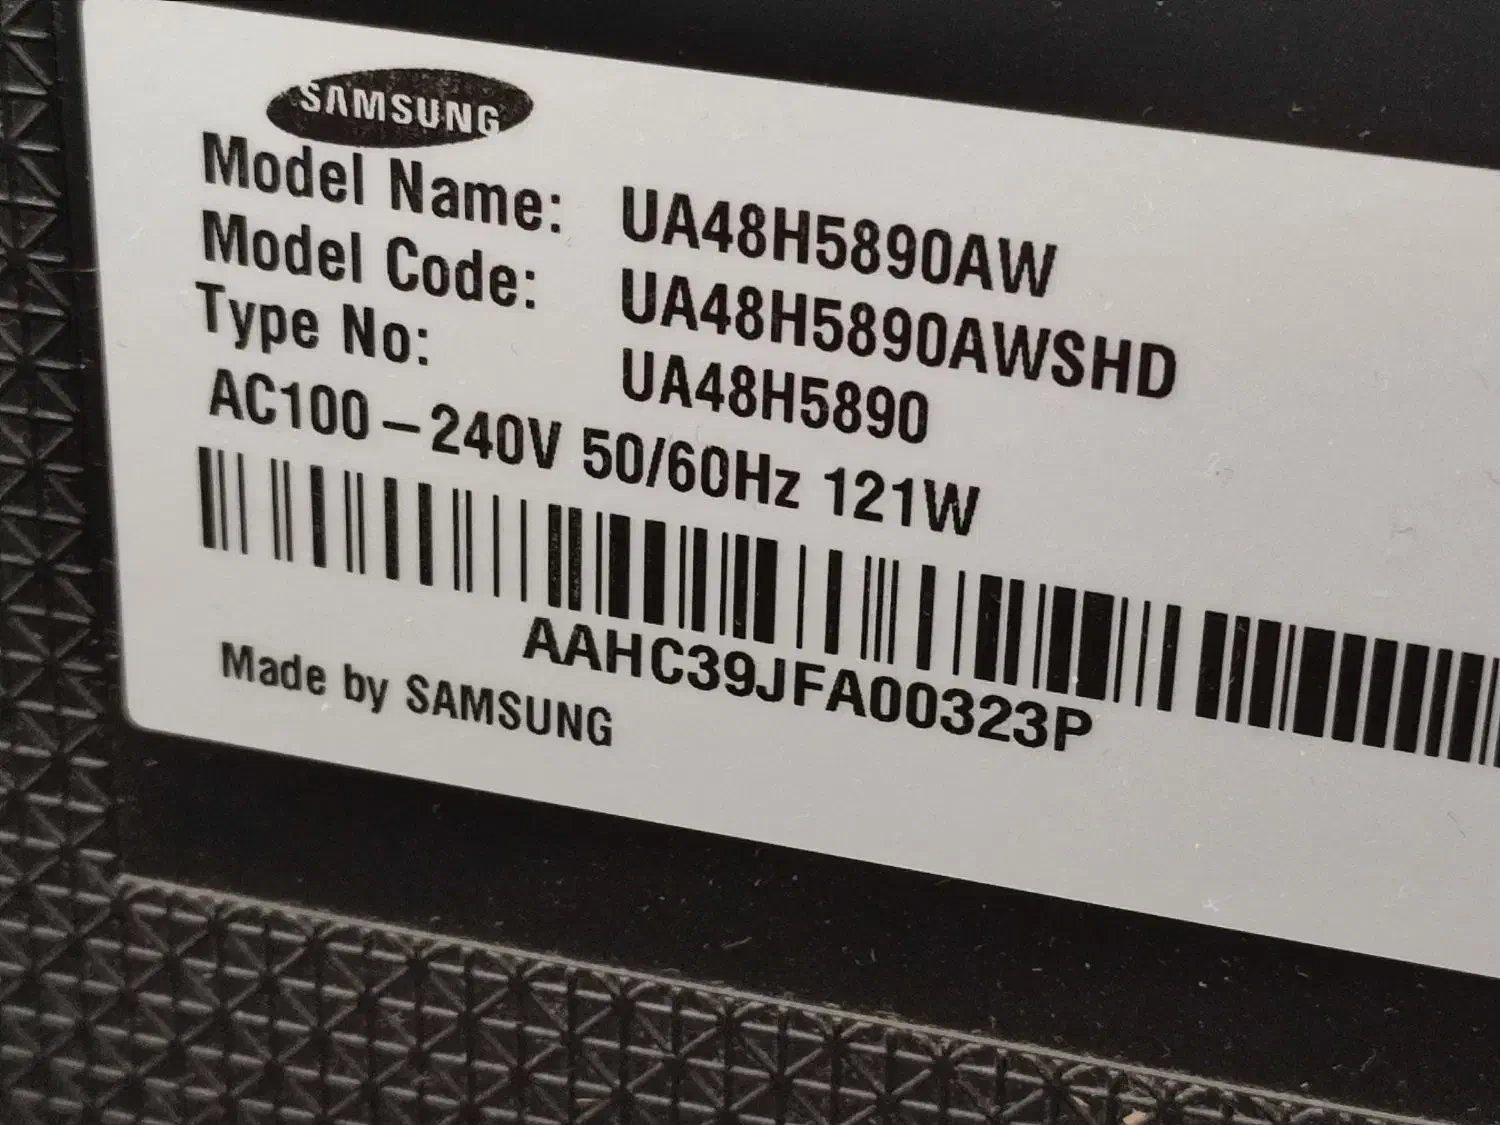 SAMSUNG
Model Name: UA48H5890AW
Model Code: UA48H5890AWSHD
Type No: UA48H5890
AC100-240V 50/60Hz 121W
AAHC39JFA00323P
Made by SAMSUNG